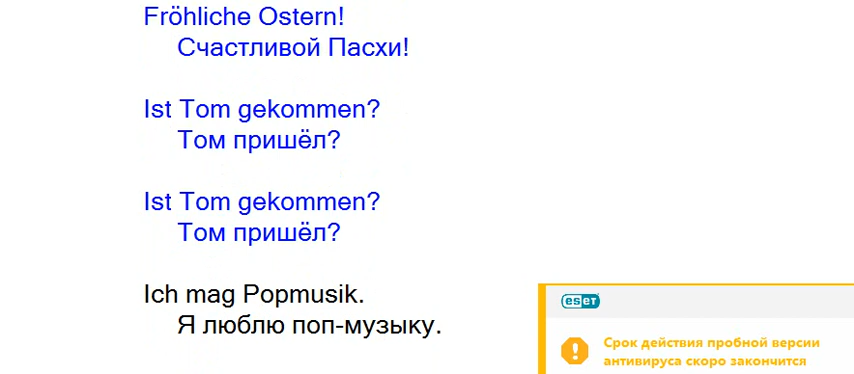 Fröhliche Ostern!
Счастливой Пасхи!
Ist Tom gekommen?
Том пришёл?
Ist Tom gekommen?
Том пришёл?
Ich mag Popmusik.
Я люблю поп-музыку.
eset
Срок действия пробной версии
антивируса скоро закончится